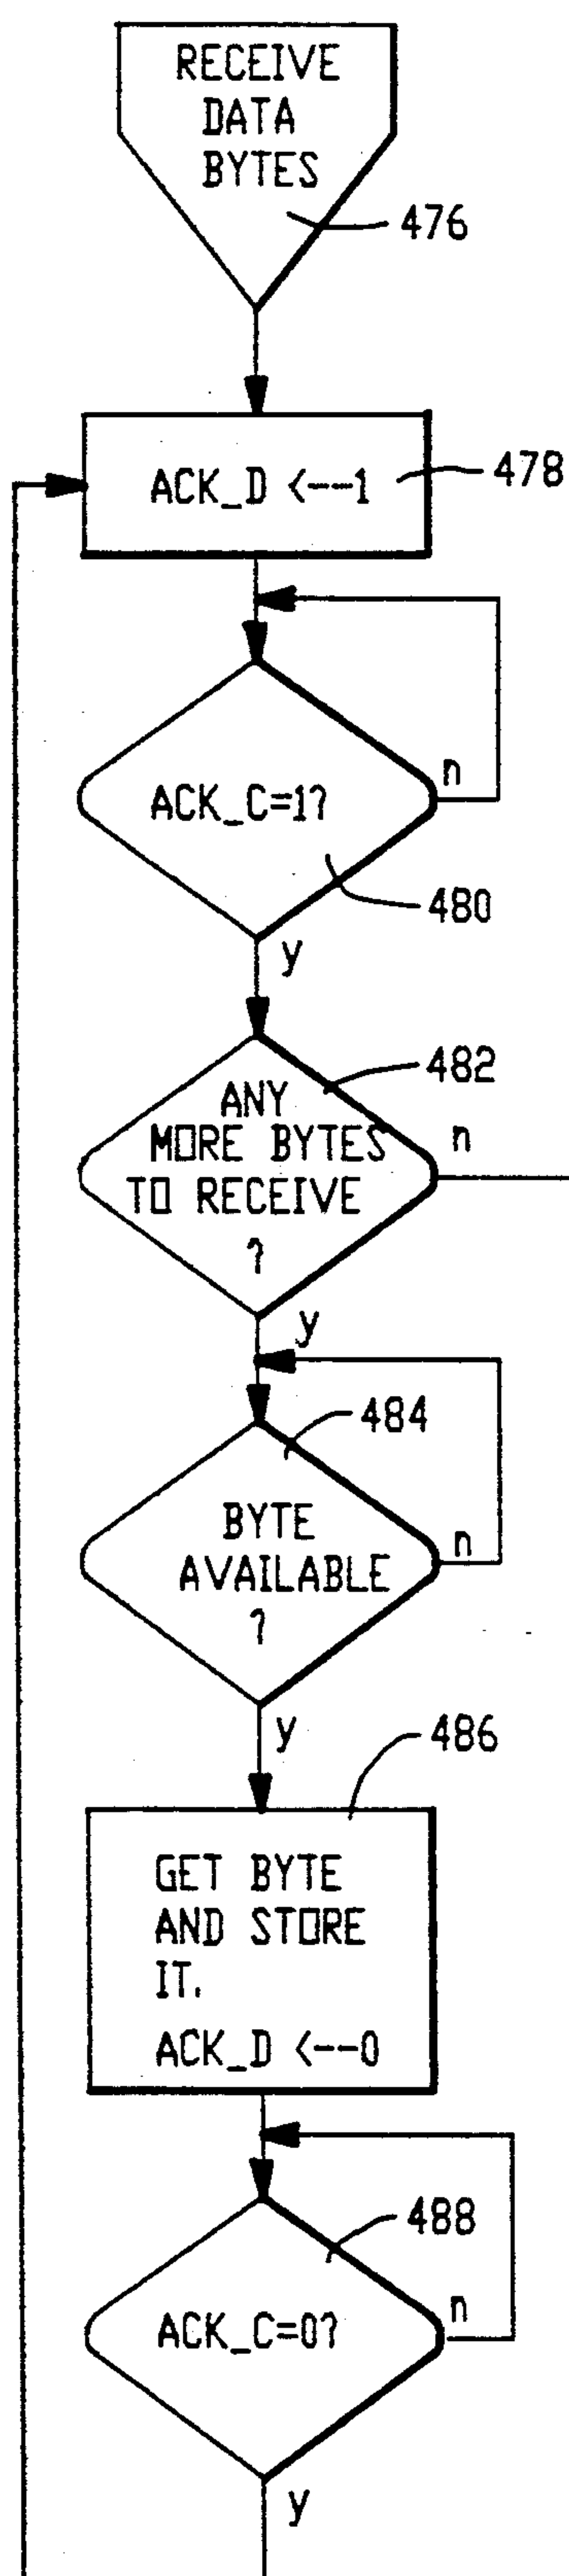 RECEIVE
DATA
BYTES
476
ACK_D <--1
478
n
ACK_C=1?
480
y
482
ANY
MORE BYTES
TO RECEIVE
?
n
y
484
BYTE
AVAILABLE
?
n
y
486
GET BYTE
AND STORE
IT.
ACK_D <--0
488
n
ACK_C=0?
y